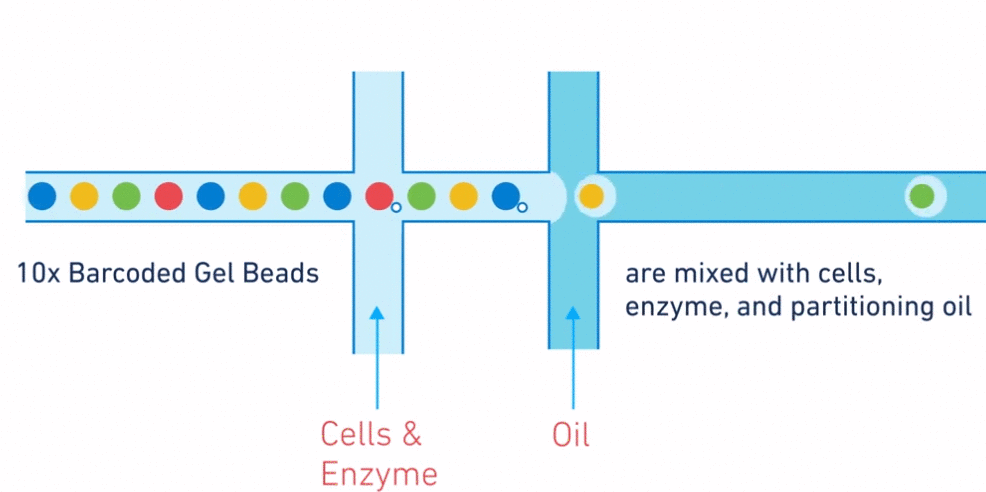 10x Barcoded Gel Beads
are mixed with cells,
enzyme, and partitioning oil
Cells &
Enzyme
Oil